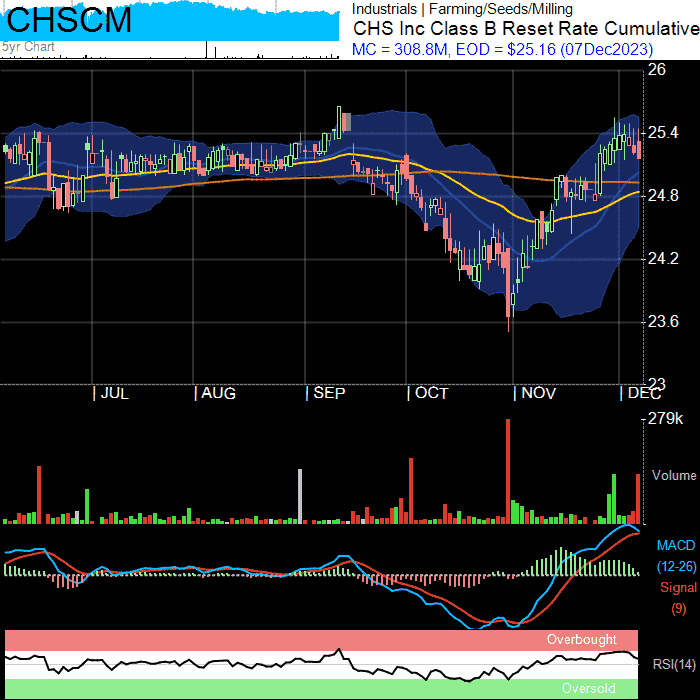 CHSCM
5yr Chart
Industrials | Farming/Seeds/Milling
CHS Inc Class B Reset Rate Cumulative
MC = 308.8M, EOD = $25.16 (07Dec2023)
26
25.4
24.8
24.2
23.6
23
| JUL | AUG | SEP | OCT | NOV | DEC
279k
Volume
MACD
(12-26)
Signal
(9)
Overbought
RSI(14)
Oversold